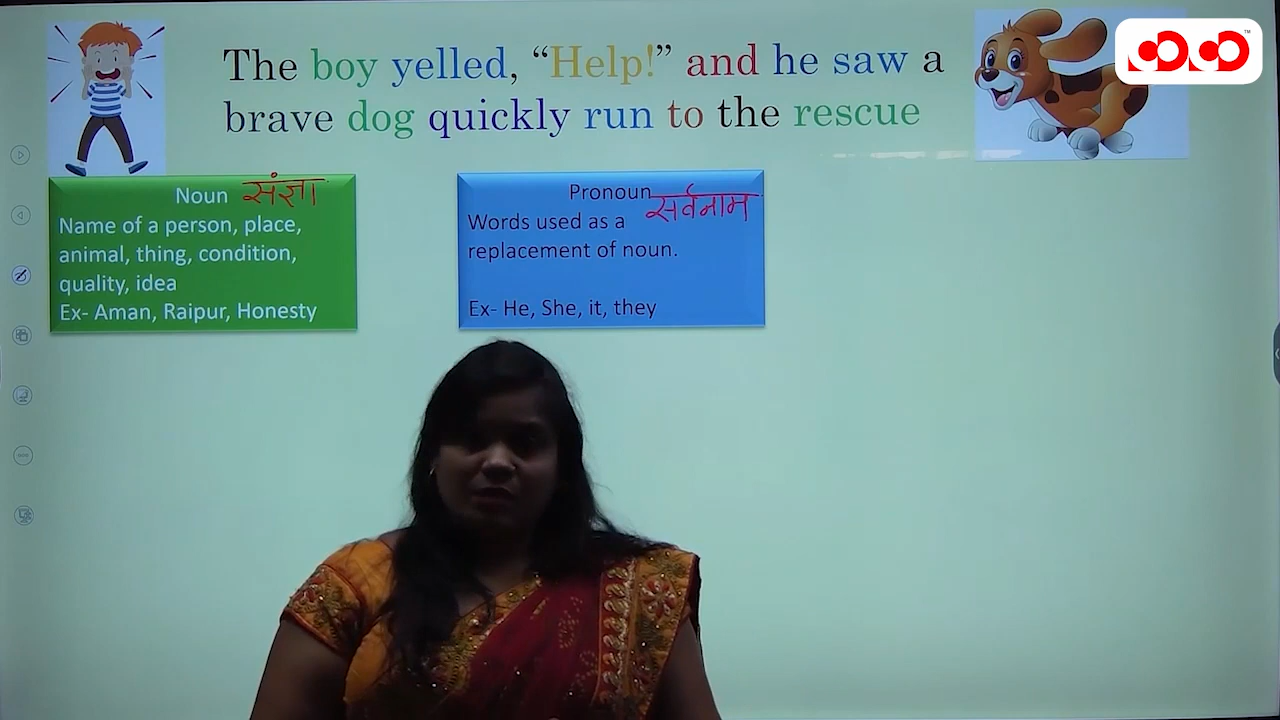 The boy yelled, “Help!” and he saw a
brave dog quickly run to the rescue
Noun संज्ञा
Name of a person, place,
animal, thing, condition,
quality, idea
Ex- Aman, Raipur, Honesty
Pronoun सर्वनाम
Words used as a
replacement of noun.
Ex- He, She, it, they